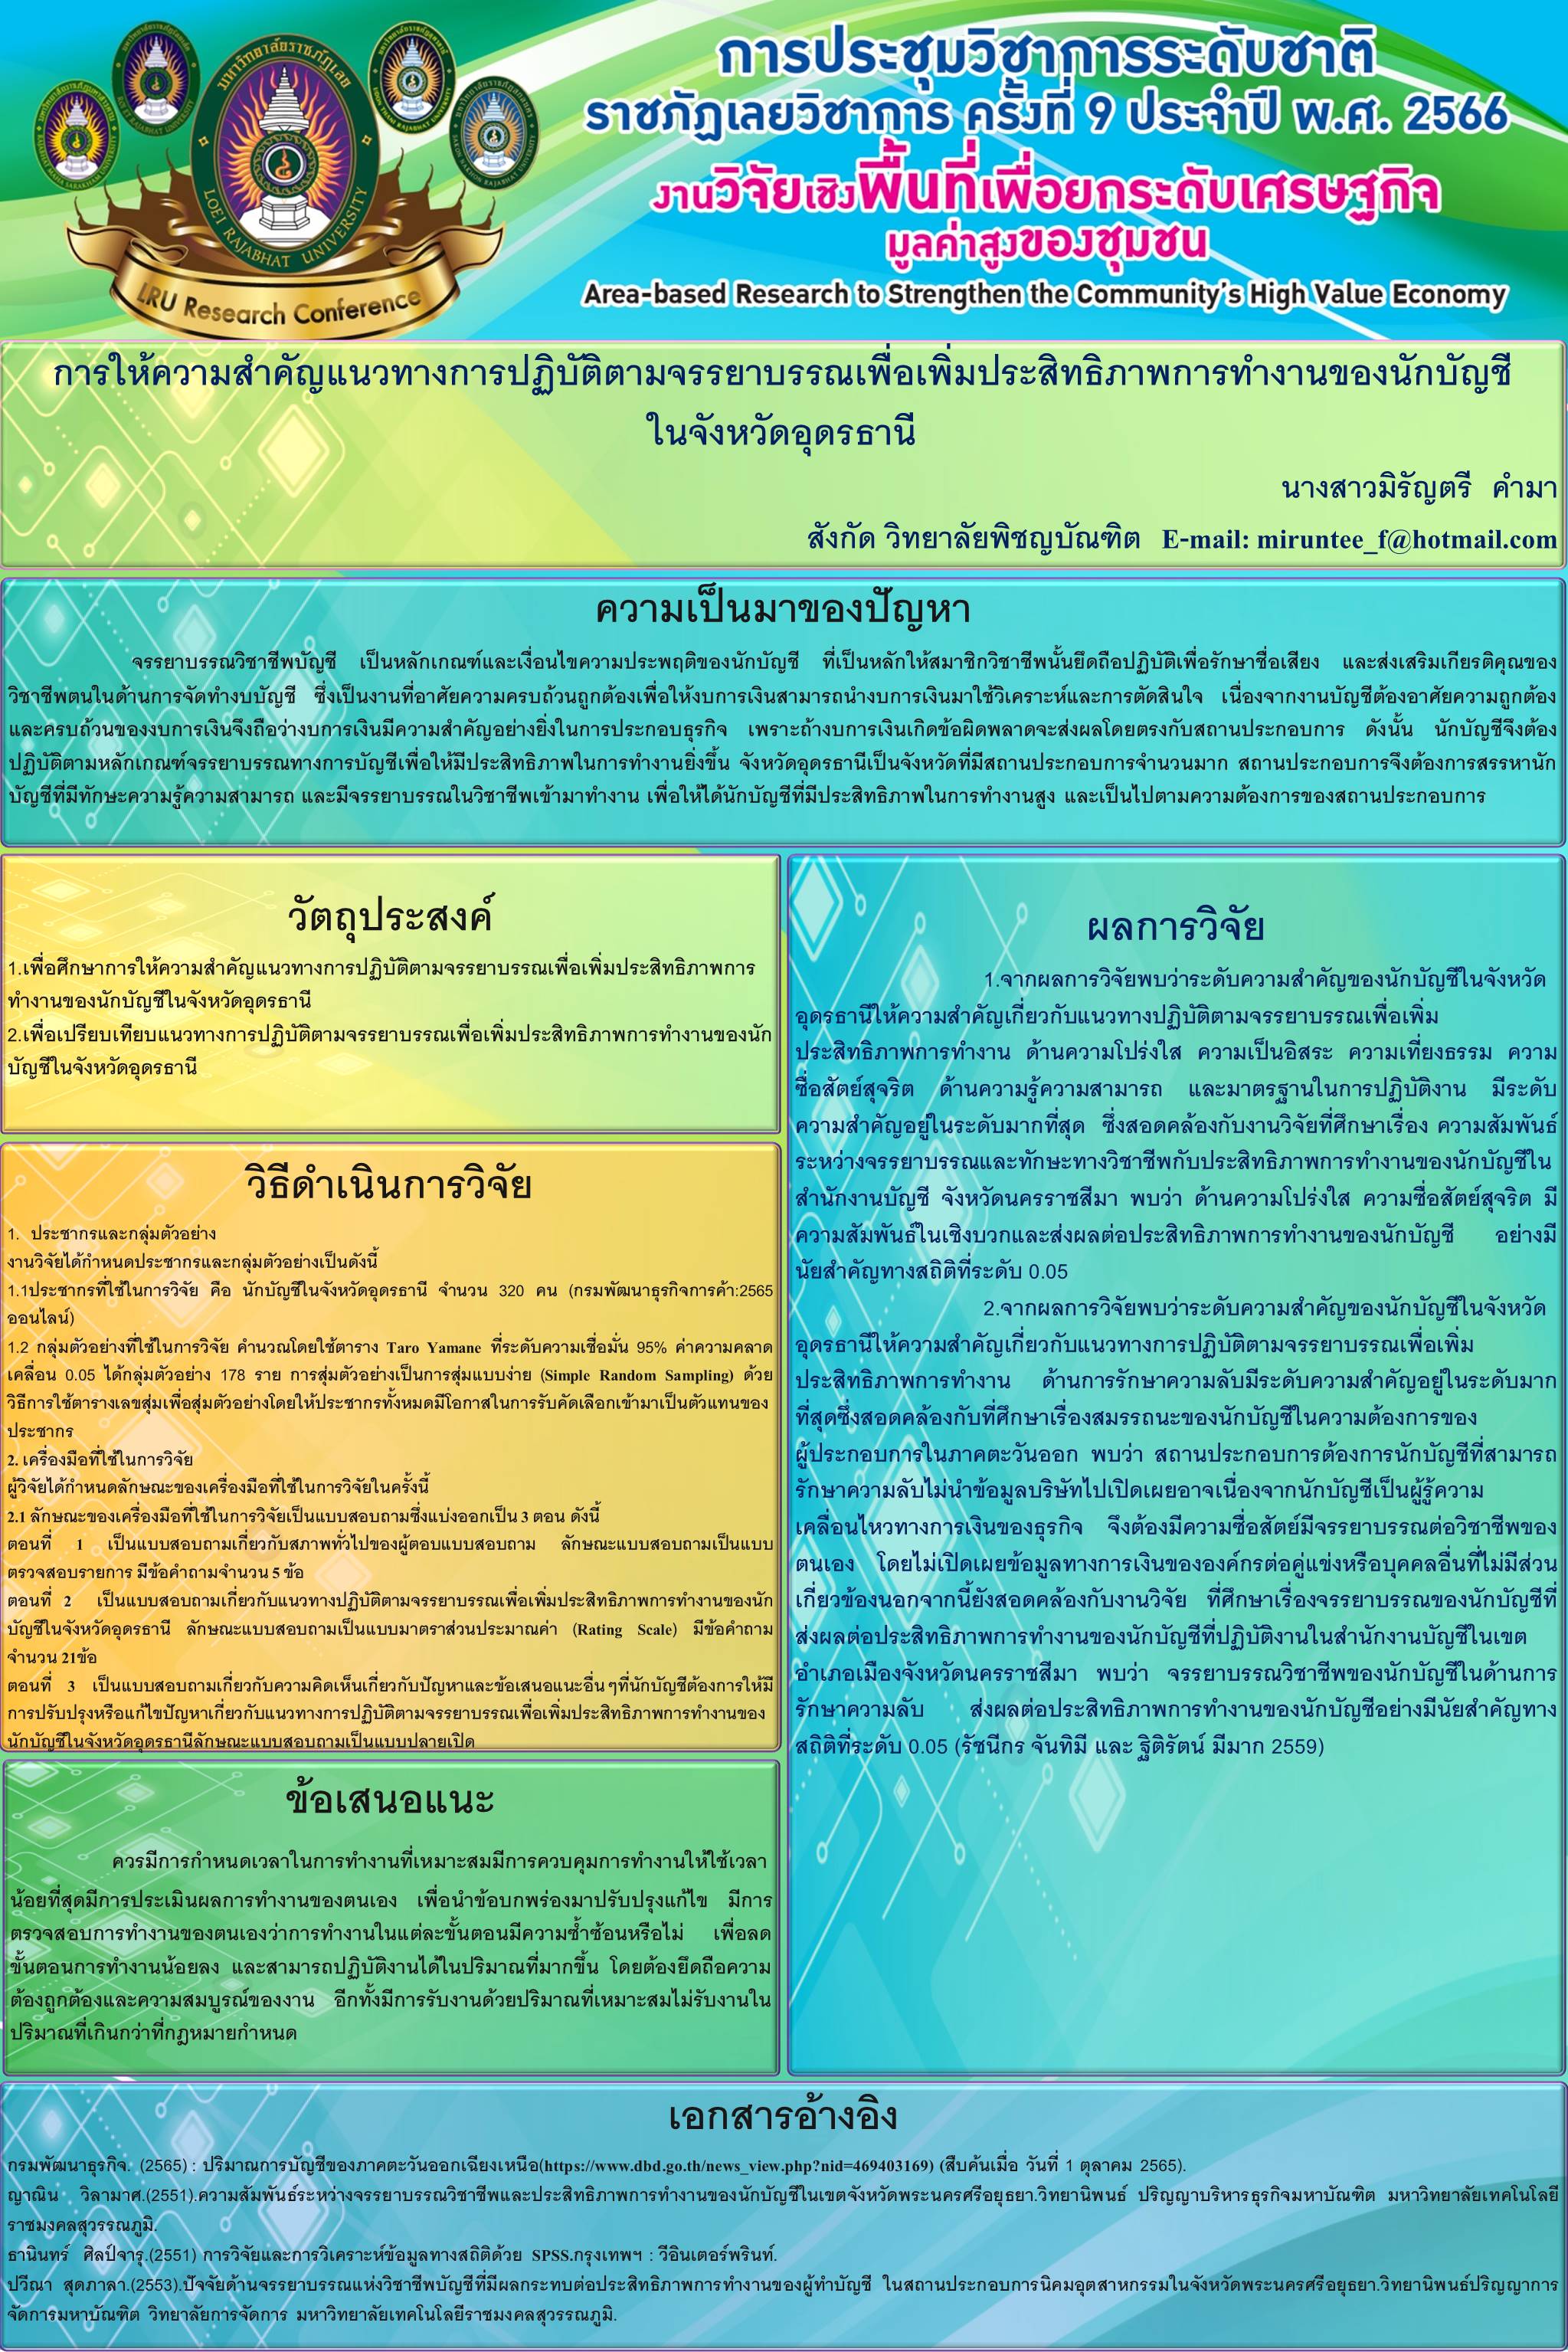 มหาวิทยาลัยราชภัฏเลย
LOEI RAJABHAT UNIVERSITY
LRU Research Conference
การประชุมวิชาการระดับชาติ
ราชภัฏเลยวิชาการ ครั้งที่ 9 ประจำปี พ.ศ. 2566
งานวิจัยเชิงพื้นที่เพื่อยกระดับเศรษฐกิจ
มูลค่าสูงของชุมชน
Area-based Research to Strengthen the Community's High Value Economy
การให้ความสำคัญแนวทางการปฏิบัติตามจรรยาบรรณเพื่อเพิ่มประสิทธิภาพการทำงานของนักบัญชี
ในจังหวัดอุดรธานี
นางสาวมิรัญตรี คำมา
สังกัด วิทยาลัยพิชญบัณฑิต E-mail: miruntee_f@hotmail.com
ความเป็นมาของปัญหา
จรรยาบรรณวิชาชีพบัญชี เป็นหลักเกณฑ์และเงื่อนไขความประพฤติของนักบัญชี ที่เป็นหลักให้สมาชิกวิชาชีพนั้นยึดถือปฏิบัติเพื่อรักษาชื่อเสียง และส่งเสริมเกียรติคุณของ
วิชาชีพตนในด้านการจัดทำงบบัญชี ซึ่งเป็นงานที่อาศัยความครบถ้วนถูกต้องเพื่อให้งบการเงินสามารถนำงบการเงินมาใช้วิเคราะห์และการตัดสินใจ เนื่องจากงานบัญชีต้องอาศัยความถูกต้อง
และครบถ้วนของงบการเงินจึงถือว่างบการเงินมีความสำคัญอย่างยิ่งในการประกอบธุรกิจ เพราะถ้างบการเงินเกิดข้อผิดพลาดจะส่งผลโดยตรงกับสถานประกอบการ ดังนั้น นักบัญชีจึงต้อง
ปฏิบัติตามหลักเกณฑ์จรรยาบรรณทางการบัญชีเพื่อให้มีประสิทธิภาพในการทำงานยิ่งขึ้น จังหวัดอุดรธานีเป็นจังหวัดที่มีสถานประกอบการจำนวนมาก สถานประกอบการจึงต้องการสรรหานัก
บัญชีที่มีทักษะความรู้ความสามารถ และมีจรรยาบรรณในวิชาชีพเข้ามาทำงาน เพื่อให้ได้นักบัญชีที่มีประสิทธิภาพในการทำงานสูง และเป็นไปตามความต้องการของสถานประกอบการ
วัตถุประสงค์
1.เพื่อศึกษาการให้ความสำคัญแนวทางการปฏิบัติตามจรรยาบรรณเพื่อเพิ่มประสิทธิภาพการ
ทำงานของนักบัญชีในจังหวัดอุดรธานี
2.เพื่อเปรียบเทียบแนวทางการปฏิบัติตามจรรยาบรรณเพื่อเพิ่มประสิทธิภาพการทำงานของนัก
บัญชีในจังหวัดอุดรธานี
วิธีดำเนินการวิจัย
1. ประชากรและกลุ่มตัวอย่าง
งานวิจัยได้กำหนดประชากรและกลุ่มตัวอย่างเป็นดังนี้
1.1ประชากรที่ใช้ในการวิจัย คือ นักบัญชีในจังหวัดอุดรธานี จำนวน 320 คน (กรมพัฒนาธุรกิจการค้า:2565
ออนไลน์)
1.2 กลุ่มตัวอย่างที่ใช้ในการวิจัย คำนวณโดยใช้ตาราง Taro Yamane ที่ระดับความเชื่อมั่น 95% ค่าความคลาด
เคลื่อน 0.05 ได้กลุ่มตัวอย่าง 178 ราย การสุ่มตัวอย่างเป็นการสุ่มแบบง่าย (Simple Random Sampling) ด้วย
วิธีการใช้ตารางเลขสุ่มเพื่อสุ่มตัวอย่างโดยให้ประชากรทั้งหมดมีโอกาสในการรับคัดเลือกเข้ามาเป็นตัวแทนของ
ประชากร
2. เครื่องมือที่ใช้ในการวิจัย
ผู้วิจัยได้กำหนดลักษณะของเครื่องมือที่ใช้ในการวิจัยในครั้งนี้
2.1 ลักษณะของเครื่องมือที่ใช้ในการวิจัยเป็นแบบสอบถามซึ่งแบ่งออกเป็น 3 ตอน ดังนี้
ตอนที่ 1 เป็นแบบสอบถามเกี่ยวกับสภาพทั่วไปของผู้ตอบแบบสอบถาม ลักษณะแบบสอบถามเป็นแบบ
ตรวจสอบรายการ มีข้อคำถามจำนวน 5 ข้อ
ตอนที่ 2 เป็นแบบสอบถามเกี่ยวกับแนวทางปฏิบัติตามจรรยาบรรณเพื่อเพิ่มประสิทธิภาพการทำงานของนัก
บัญชีในจังหวัดอุดรธานี ลักษณะแบบสอบถามเป็นแบบมาตราส่วนประมาณค่า (Rating Scale) มีข้อคำถาม
จำนวน 21ข้อ
ตอนที่ 3 เป็นแบบสอบถามเกี่ยวกับความคิดเห็นเกี่ยวกับปัญหาและข้อเสนอแนะอื่น ๆที่นักบัญชีต้องการให้มี
การปรับปรุงหรือแก้ไขปัญหาเกี่ยวกับแนวทางการปฏิบัติตามจรรยาบรรณเพื่อเพิ่มประสิทธิภาพการทำงานของ
นักบัญชีในจังหวัดอุดรธานีลักษณะแบบสอบถามเป็นแบบปลายเปิด
ข้อเสนอแนะ
ควรมีการกำหนดเวลาในการทำงานที่เหมาะสมมีการควบคุมการทำงานให้ใช้เวลา
น้อยที่สุดมีการประเมินผลการทำงานของตนเอง เพื่อนำข้อบกพร่องมาปรับปรุงแก้ไข มีการ
ตรวจสอบการทำงานของตนเองว่าการทำงานในแต่ละขั้นตอนมีความซ้ำซ้อนหรือไม่ เพื่อลด
ขั้นตอนการทำงานน้อยลง และสามารถปฏิบัติงานได้ในปริมาณที่มากขึ้น โดยต้องยึดถือความ
ต้องถูกต้องและความสมบูรณ์ของงาน อีกทั้งมีการรับงานด้วยปริมาณที่เหมาะสมไม่รับงานใน
ปริมาณที่เกินกว่าที่กฎหมายกำหนด
ผลการวิจัย
1.จากผลการวิจัยพบว่าระดับความสำคัญของนักบัญชีในจังหวัด
อุดรธานีให้ความสำคัญเกี่ยวกับแนวทางปฏิบัติตามจรรยาบรรณเพื่อเพิ่ม
ประสิทธิภาพการทำงาน ด้านความโปร่งใส ความเป็นอิสระ ความเที่ยงธรรม ความ
ซื่อสัตย์สุจริต ด้านความรู้ความสามารถ และมาตรฐานในการปฏิบัติงาน มีระดับ
ความสำคัญอยู่ในระดับมากที่สุด ซึ่งสอดคล้องกับงานวิจัยที่ศึกษาเรื่อง ความสัมพันธ์
ระหว่างจรรยาบรรณและทักษะทางวิชาชีพกับประสิทธิภาพการทำงานของนักบัญชีใน
สำนักงานบัญชี จังหวัดนครราชสีมา พบว่า ด้านความโปร่งใส ความซื่อสัตย์สุจริต มี
ความสัมพันธ์ในเชิงบวกและส่งผลต่อประสิทธิภาพการทำงานของนักบัญชี อย่างมี
นัยสำคัญทางสถิติที่ระดับ 0.05
2.จากผลการวิจัยพบว่าระดับความสำคัญของนักบัญชีในจังหวัด
อุดรธานีให้ความสำคัญเกี่ยวกับแนวทางการปฏิบัติตามจรรยาบรรณเพื่อเพิ่ม
ประสิทธิภาพการทำงาน ด้านการรักษาความลับมีระดับความสำคัญอยู่ในระดับมาก
ที่สุดซึ่งสอดคล้องกับที่ศึกษาเรื่องสมรรถนะของนักบัญชีในความต้องการของ
ผู้ประกอบการในภาคตะวันออก พบว่า สถานประกอบการต้องการนักบัญชีที่สามารถ
รักษาความลับไม่นำข้อมูลบริษัทไปเปิดเผยอาจเนื่องจากนักบัญชีเป็นผู้รู้ความ
เคลื่อนไหวทางการเงินของธุรกิจ จึงต้องมีความซื่อสัตย์มีจรรยาบรรณต่อวิชาชีพของ
ตนเอง โดยไม่เปิดเผยข้อมูลทางการเงินขององค์กรต่อคู่แข่งหรือบุคคลอื่นที่ไม่มีส่วน
เกี่ยวข้องนอกจากนี้ยังสอดคล้องกับงานวิจัย ที่ศึกษาเรื่องจรรยาบรรณของนักบัญชีที่
ส่งผลต่อประสิทธิภาพการทำงานของนักบัญชีที่ปฏิบัติงานในสำนักงานบัญชีในเขต
อำเภอเมืองจังหวัดนครราชสีมา พบว่า จรรยาบรรณวิชาชีพของนักบัญชีในด้านการ
รักษาความลับ ส่งผลต่อประสิทธิภาพการทำงานของนักบัญชีอย่างมีนัยสำคัญทาง
สถิติที่ระดับ 0.05 (รัชนีกร จันทิมี และ ฐิติรัตน์ มีมาก 2559)
เอกสารอ้างอิง
กรมพัฒนาธุรกิจ. (2565) : ปริมาณการบัญชีของภาคตะวันออกเฉียงเหนือ(https://www.dbd.go.th/news_view.php?nid=469403169) (สืบค้นเมื่อ วันที่ 1 ตุลาคม 2565).
ญาณิน วิลามาศ.(2551).ความสัมพันธ์ระหว่างจรรยาบรรณวิชาชีพและประสิทธิภาพการทำงานของนักบัญชีในเขตจังหวัดพระนครศรีอยุธยา.วิทยานิพนธ์ ปริญญาบริหารธุรกิจมหาบัณฑิต มหาวิทยาลัยเทคโนโลยี
ราชมงคลสุวรรณภูมิ.
ธานินทร์ ศิลป์จารุ.(2551) การวิจัยและการวิเคราะห์ข้อมูลทางสถิติด้วย SPSS.กรุงเทพฯ : วีอินเตอร์พรินท์.
ปวีณา สุดภาลา.(2553).ปัจจัยด้านจรรยาบรรณแห่งวิชาชีพบัญชีที่มีผลกระทบต่อประสิทธิภาพการทำงานของผู้ทำบัญชี ในสถานประกอบการนิคมอุตสาหกรรมในจังหวัดพระนครศรีอยุธยา.วิทยานิพนธ์ปริญญาการ
จัดการมหาบัณฑิต วิทยาลัยการจัดการ มหาวิทยาลัยเทคโนโลยีราชมงคลสุวรรณภูมิ.